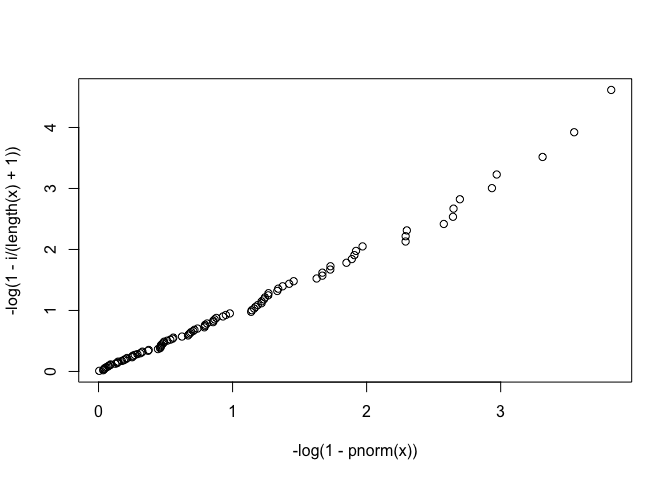 -log(1 - i/(length(x) + 1))
4
3
2
1
0
0 1 2 3
-log(1 - pnorm(x))